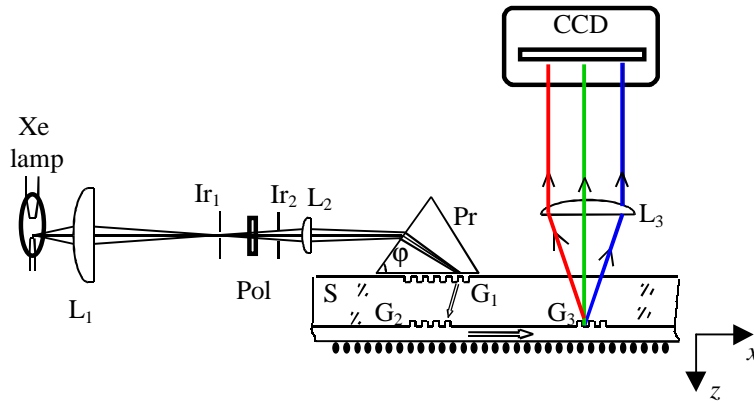 CCD
Xe
lamp
Ir₁
Ir₂
L₂
Pr
L₃
φ
L₁
Pol
S
G₁
G₂
G₃
x
z